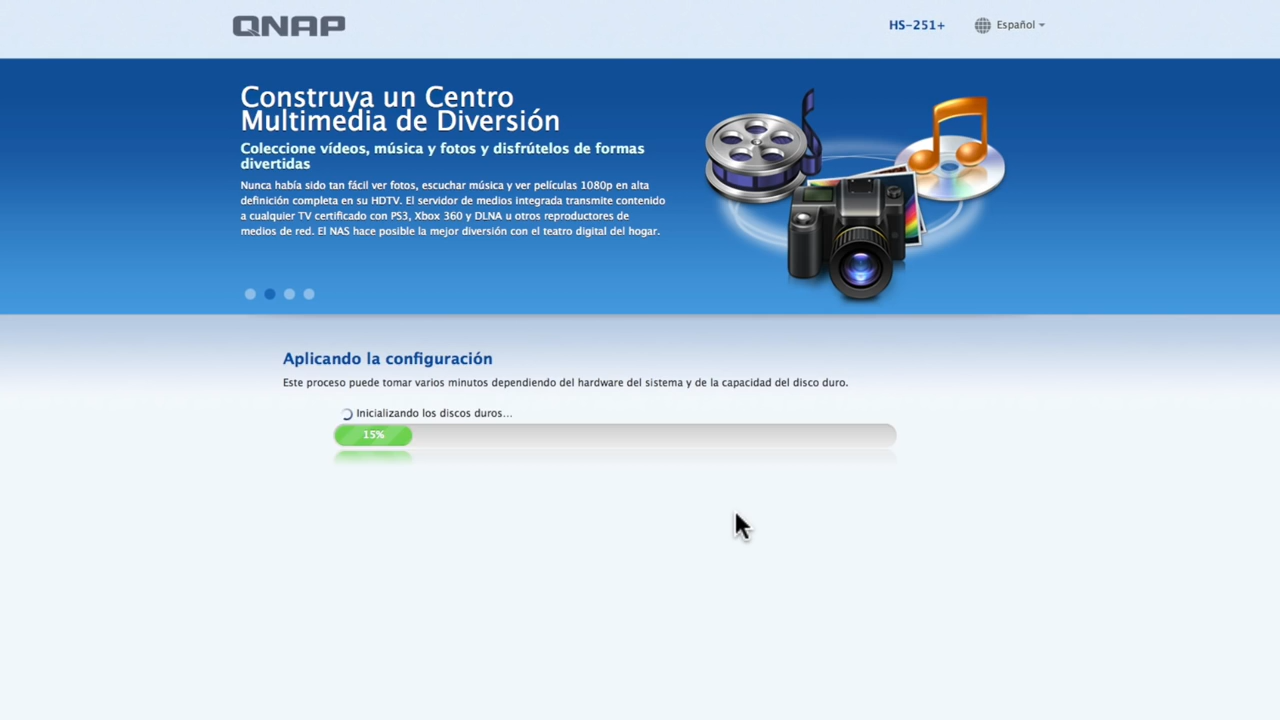 QNAP
HS-251+
Español
Construya un Centro
Multimedia de Diversión
Coleccione vídeos, música y fotos y disfrútelos de formas
divertidas
Nunca había sido tan fácil ver fotos, escuchar música y ver películas 1080p en alta
definición completa en su HDTV. El servidor de medios integrada transmite contenido
a cualquier TV certificado con PS3, Xbox 360 y DLNA u otros reproductores de
medios de red. El NAS hace posible la mejor diversión con el teatro digital del hogar.
Aplicando la configuración
Este proceso puede tomar varios minutos dependiendo del hardware del sistema y de la capacidad del disco duro.
Inicializando los discos duros...
15%